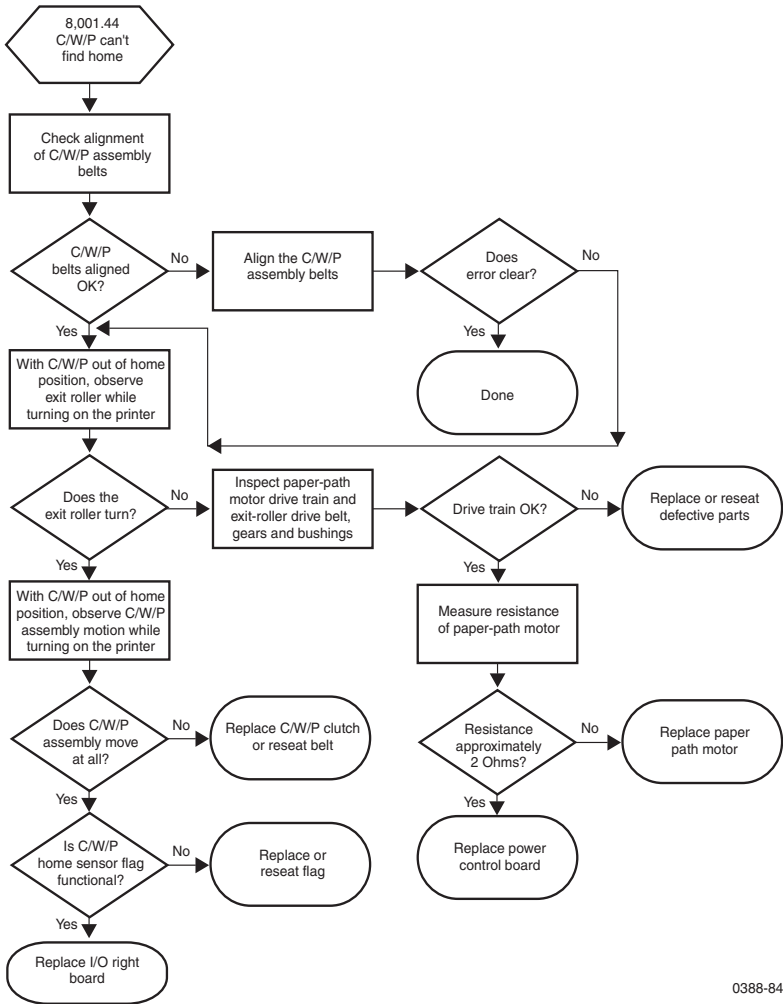 8,001.44
C/W/P can't
find home
Check alignment
of C/W/P assembly
belts
C/W/P
belts aligned
OK?
No
Align the C/W/P
assembly belts
Does
error clear?
No
Yes
Yes
Done
With C/W/P out of home
position, observe
exit roller while
turning on the printer
Does the
exit roller turn?
No
Inspect paper-path
motor drive train and
exit-roller drive belt,
gears and bushings
Drive train OK?
No
Replace or reseat
defective parts
Yes
Yes
With C/W/P out of home
position, observe C/W/P
assembly motion while
turning on the printer
Measure resistance
of paper-path motor
Does C/W/P
assembly move
at all?
No
Replace C/W/P clutch
or reseat belt
Resistance
approximately
2 Ohms?
No
Replace paper
path motor
Yes
Yes
Is C/W/P
home sensor flag
functional?
No
Replace or
reseat flag
Replace power
control board
Yes
Replace I/O right
board
0388-84